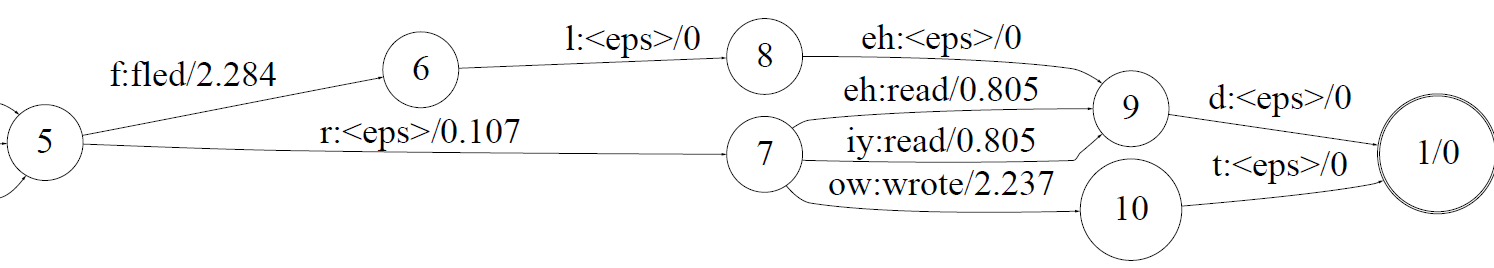 l:<eps>/0
eh:<eps>/0
8
6
f:fled/2.284
eh:read/0.805
9
d:<eps>/0
5
r:<eps>/0.107
7
iy:read/0.805
1/0
t:<eps>/0
ow:wrote/2.237
10